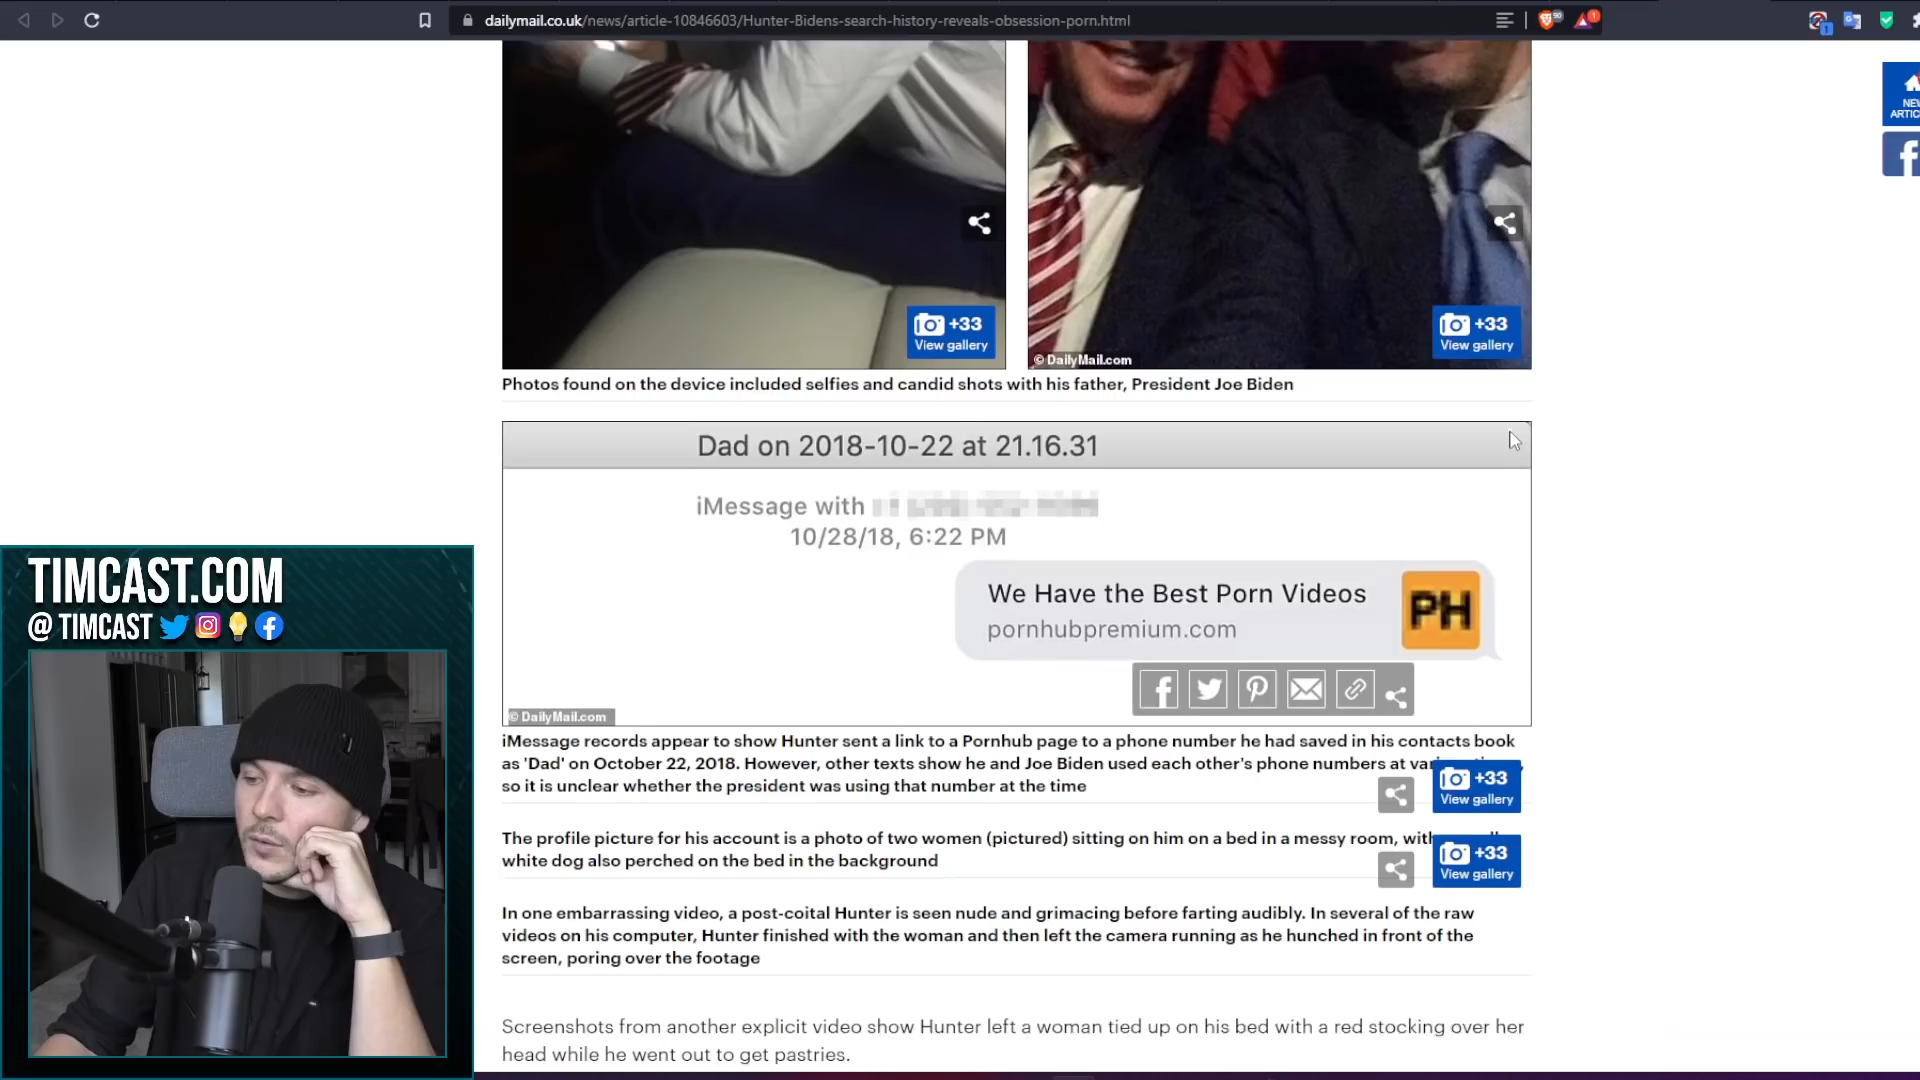 dailymail.co.uk/news/article-10846603/Hunter-Bidens-search-history-reveals-obsession-porn.html
NEW
ARTIC
+33
View gallery
+33
View gallery
© DailyMail.com
Photos found on the device included selfies and candid shots with his father, President Joe Biden
Dad on 2018-10-22 at 21.16.31
iMessage with
10/28/18, 6:22 PM
We Have the Best Porn Videos
pornhubpremium.com
PH
© DailyMail.com
iMessage records appear to show Hunter sent a link to a Pornhub page to a phone number he had saved in his contacts book
as 'Dad' on October 22, 2018. However, other texts show he and Joe Biden used each other's phone numbers at
so it is unclear whether the president was using that number at the time
+33
View gallery
The profile picture for his account is a photo of two women (pictured) sitting on him on a bed in a messy room,
white dog also perched on the bed in the background
+33
View gallery
In one embarrassing video, a post-coital Hunter is seen nude and grimacing before farting audibly. In several of the raw
videos on his computer, Hunter finished with the woman and then left the camera running as he hunched in front of the
screen, poring over the footage
Screenshots from another explicit video show Hunter left a woman tied up on his bed with a red stocking over her
head while he went out to get pastries.
TIMCAST.COM
@ TIMCAST